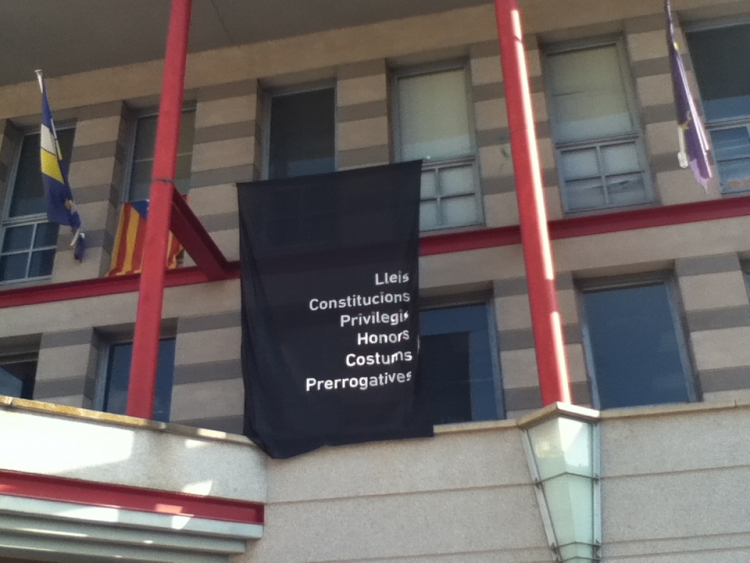 Lleis
Constitucions
Privilegis
Honors
Costums
Prerrogatives